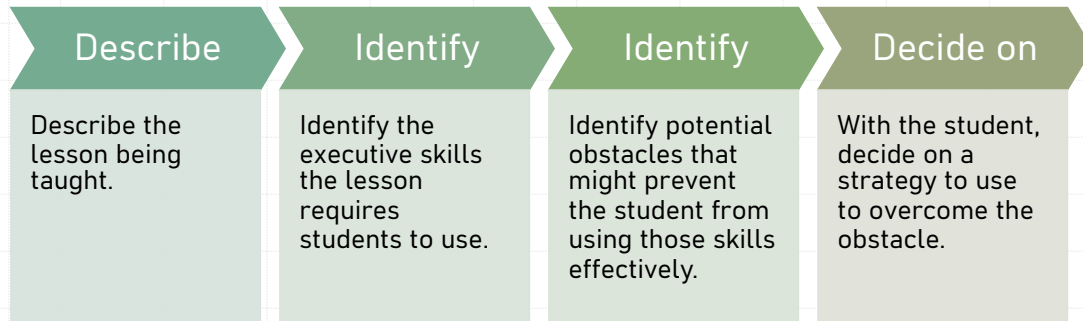 Describe
Describe the
lesson being
taught.
Identify
Identify the
executive skills
the lesson
requires
students to use.
Identify
Identify potential
obstacles that
might prevent
the student from
using those skills
effectively.
Decide on
With the student,
decide on a
strategy to use
to overcome the
obstacle.